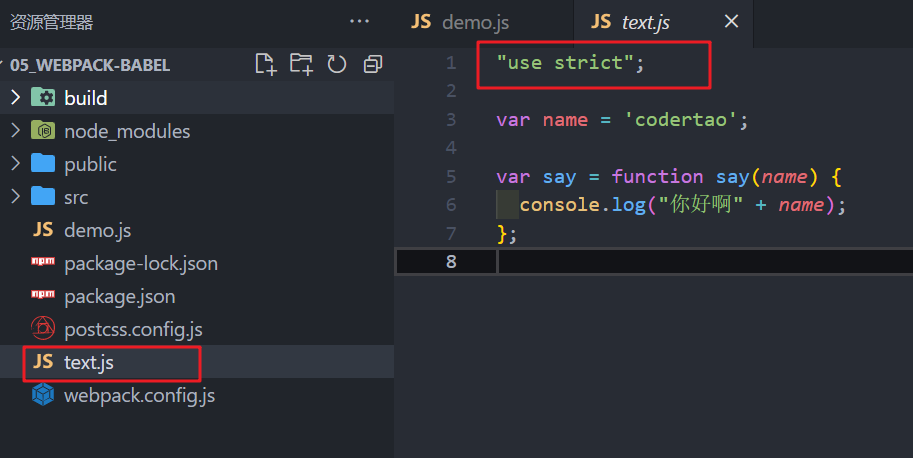 资源管理器
···
05_WEBPACK-BABEL
build
node_modules
public
src
JS demo.js
package-lock.json
package.json
postcss.config.js
JS text.js
webpack.config.js
JS demo.js
JS text.js
1 "use strict";
2
3 var name = 'codertao';
4
5 var say = function say(name) {
6 console.log("你好啊" + name);
7 };
8